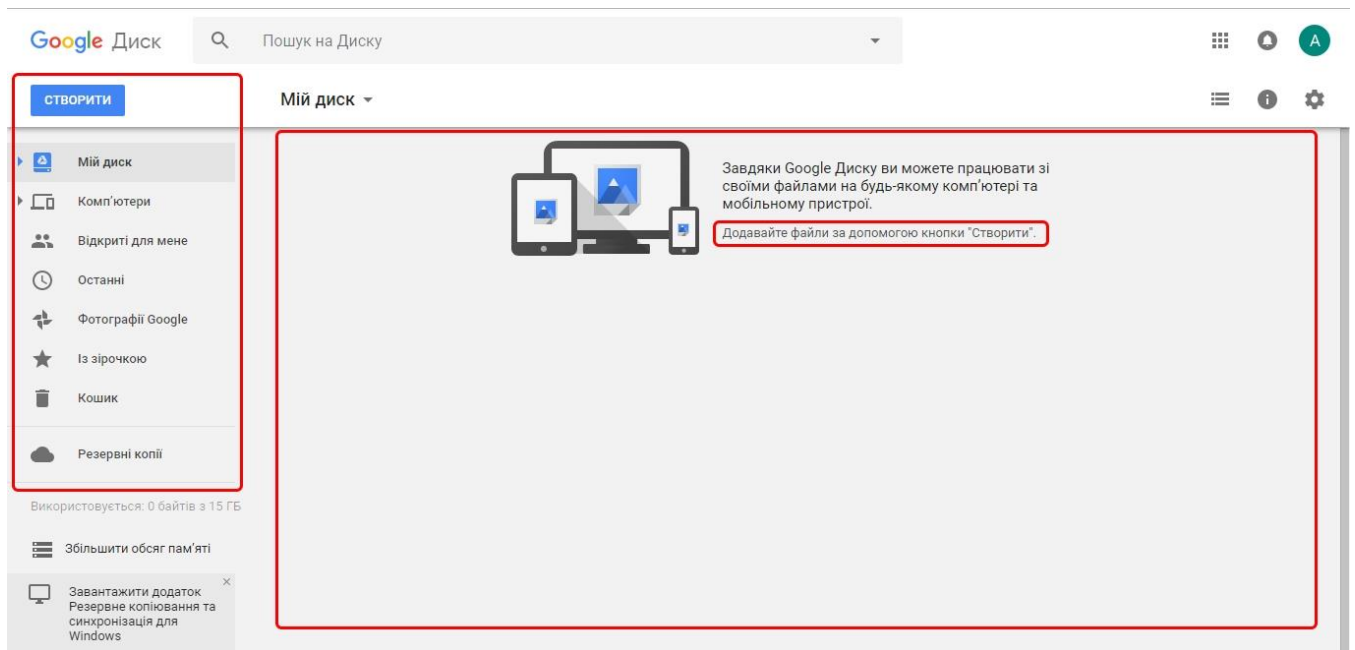 Google Диск
Пошук на Диску
A
СТВОРИТИ
Мій диск
Мій диск
Комп'ютери
Відкриті для мене
Останні
Фотографії Google
Із зірочкою
Кошик
Резервні копії
Використовується: 0 байтів з 15 ГБ
Збільшити обсяг пам'яті
Завантажити додаток
Резервне копіювання та
синхронізація для
Windows
Завдяки Google Диску ви можете працювати зі
своїми файлами на будь-якому комп'ютері та
мобільному пристрої.
Додавайте файли за допомогою кнопки "Створити".